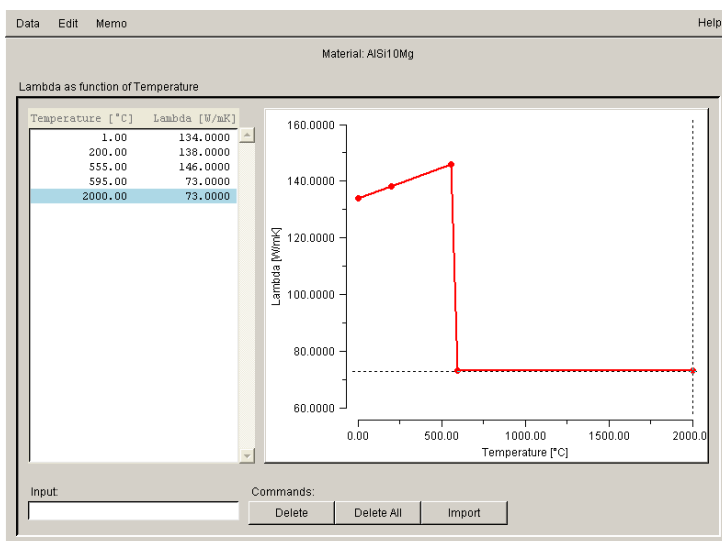 Data Edit Memo Help
Material: AlSi10Mg
Lambda as function of Temperature
Temperature [°C] Lambda [W/mK]
1.00 134.0000
200.00 138.0000
555.00 146.0000
595.00 73.0000
2000.00 73.0000
160.0000
140.0000
120.0000
100.0000
80.0000
60.0000
Lambda [W/mK]
0.00 500.00 1000.00 1500.00 2000.0
Temperature [°C]
Input:
Commands:
Delete Delete All Import